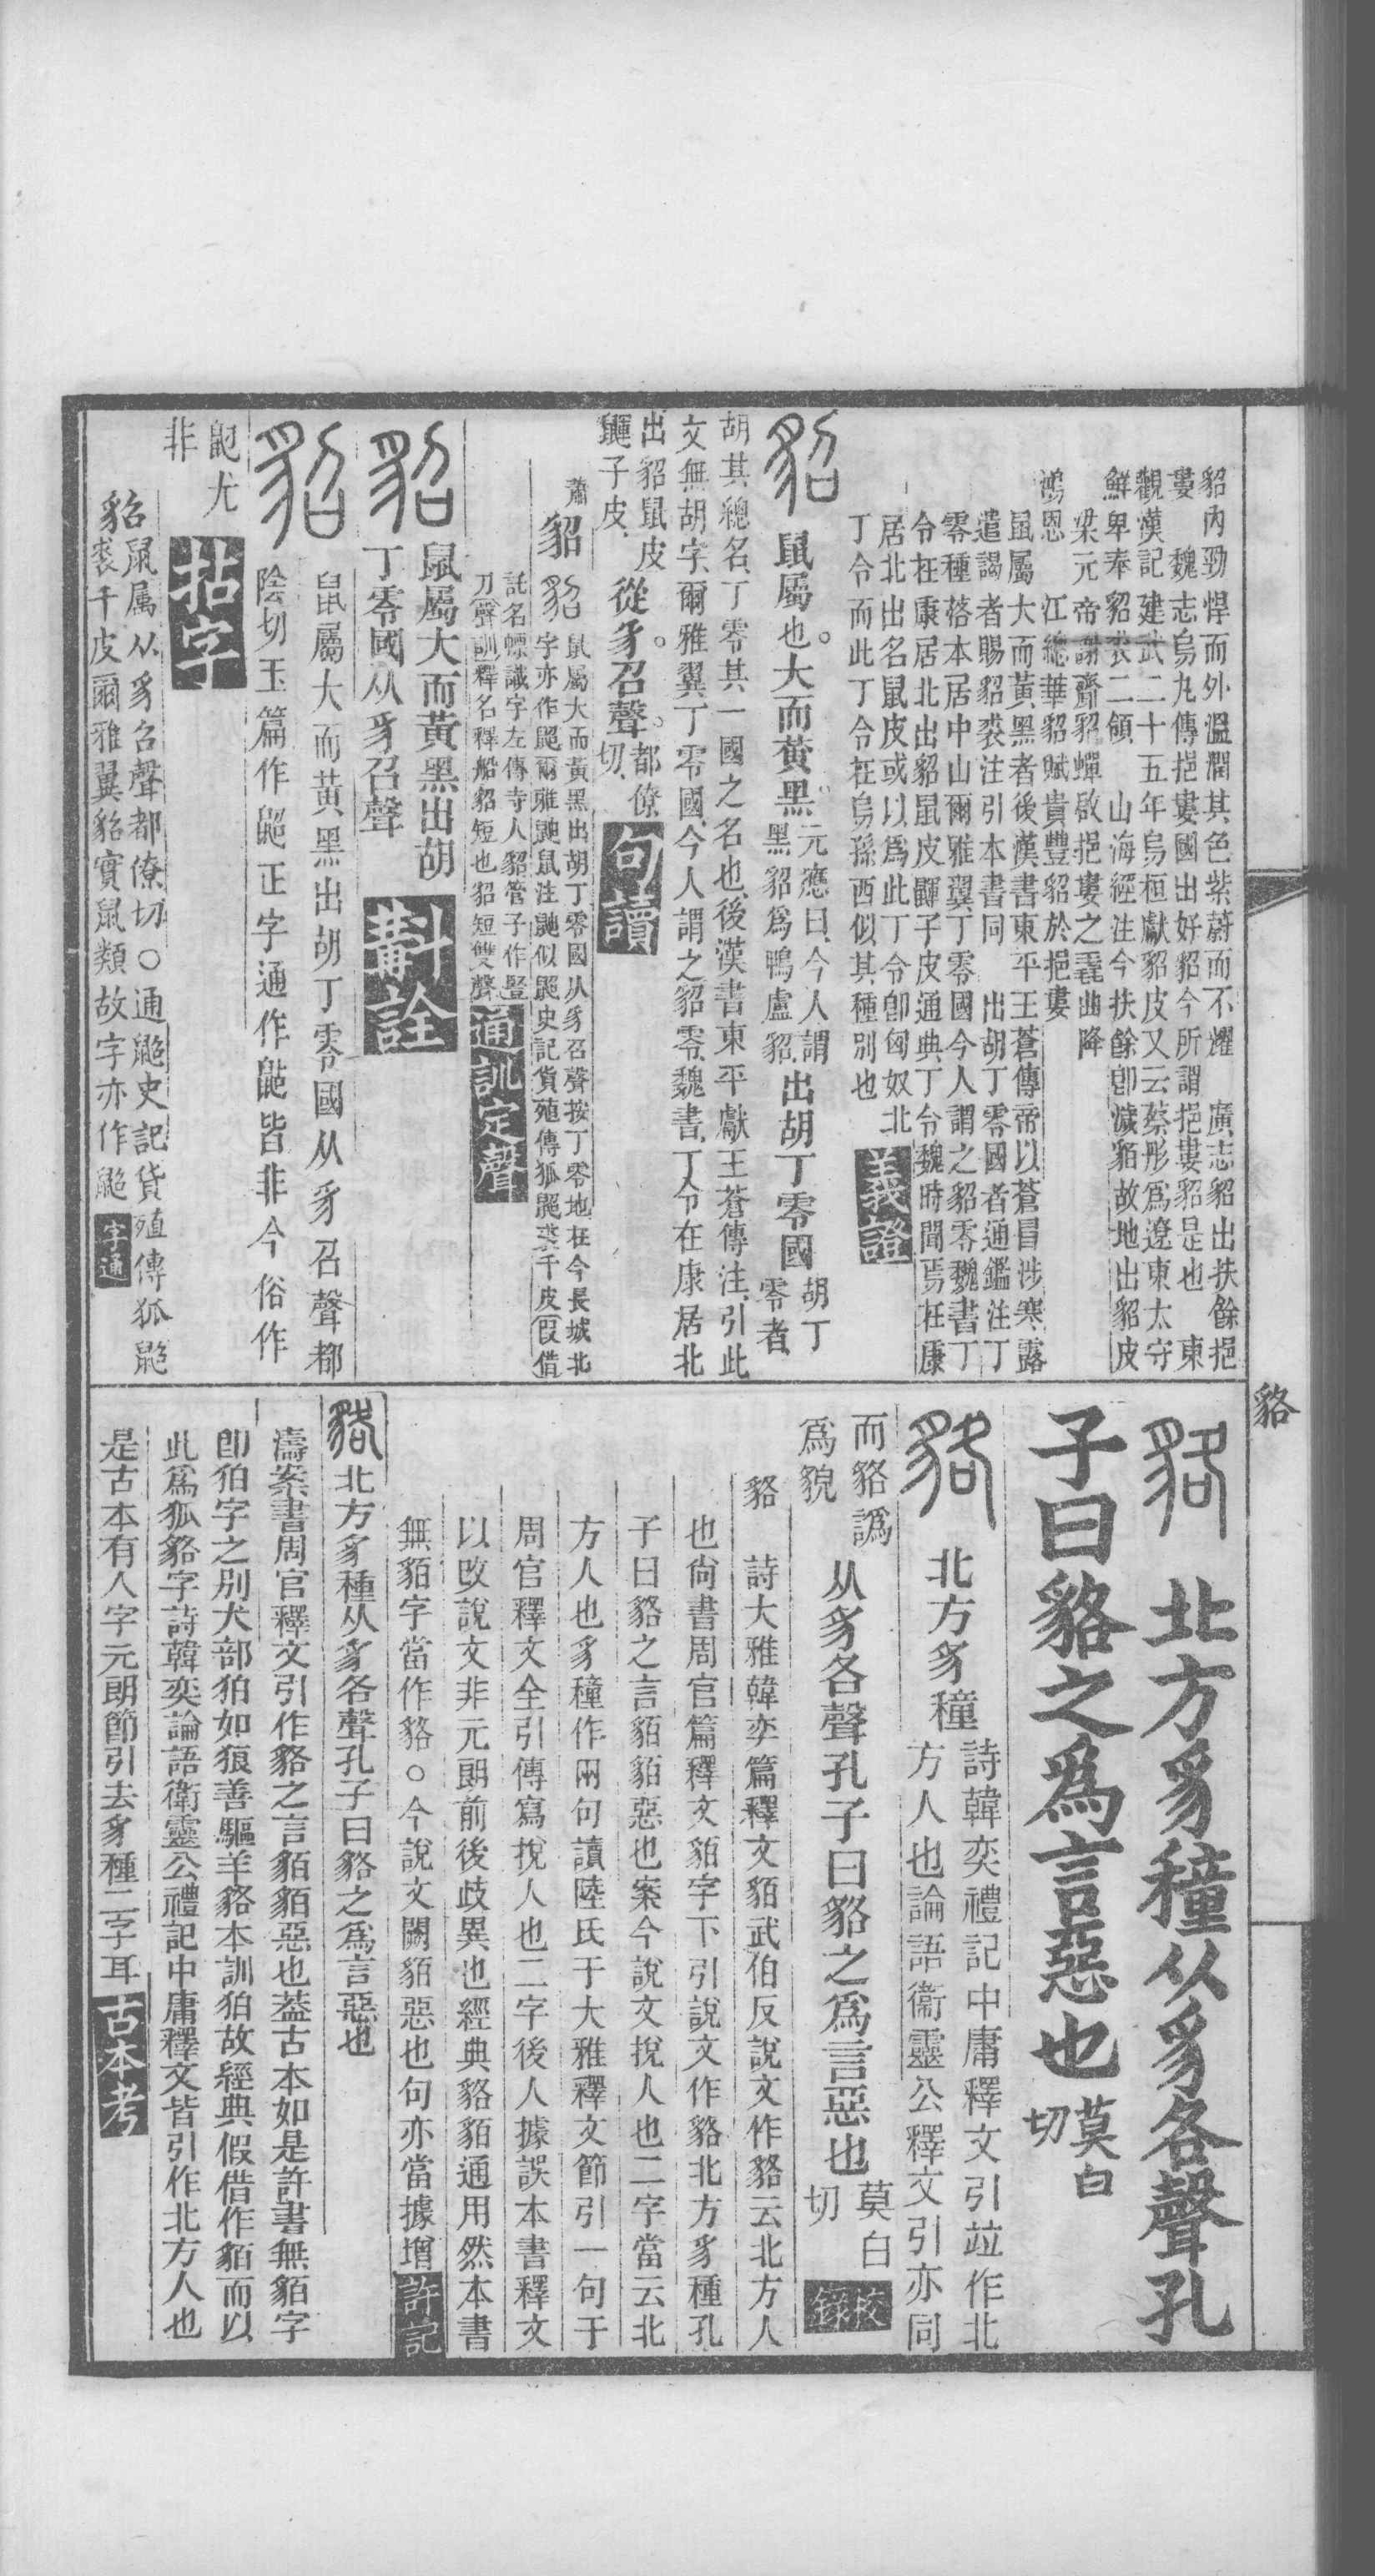 貂內勁悍而外溫潤其色紫蔚而不耀　廣志貂出扶餘挹
婁　魏志烏丸傳挹婁國出好貂今所謂挹婁貂是也　東
觀漢記建武二十五年烏桓獻貂皮又云蔡彤爲遼東太守
鮮卑奉貂裘二領　山海經注今扶餘卽濊貊故地出貂皮
梁元帝謝賚貂蟬啟挹婁之毳曲降
鴻恩　江總華貂賦貴豐貂於挹婁
鼠屬大而黃黑者後漢書東平王蒼傳帝以蒼冒涉寒露
遣謁者賜貂裘注引本書同　出胡丁零國者通鑑注丁
零種落本居中山爾雅翼丁零國今人謂之貂零魏書丁
令在康居北出貂鼠皮鼲子皮通典丁令魏時聞焉在康
居北出名鼠皮或以爲此丁令卽匈奴北
丁令而此丁令在烏孫西似其種別也
義證
貂　鼠屬也。大而黃黑。
元應曰、今人謂
黑貂爲鴨盧貂、
出胡丁零國
胡丁
零者、
胡其總名、丁零其一國之名也、後漢書東平獻王蒼傳注、引此
文無胡字、爾雅翼丁零國、今人謂之貂零、魏書、丁令在康居北
出貂鼠皮
鼲子皮、
從豸。召聲。
都僚
切、
句讀
蕭
貂
貂
鼠屬大而黃黑出胡丁零國从豸召聲按丁零地在今長城北
字亦作鼦爾雅鼬鼠注鼬似鼦史記貨殖傳狐鼦裘千皮假借
託名幖識字左傳寺人貂管子作豎
刀聲訓釋名釋船貂短也貂短雙聲
通訓定聲
貂
鼠屬大而黃黑出胡
丁零國从豸召聲
斠詮
貂
鼠屬大而黃黑出胡丁零國从豸召聲都
陰切玉篇作鼦正字通作鼦皆非今俗作
鼦尤
非
拈字
貂鼠屬从豸召聲都僚切○通鼦史記貨殖傳狐鼦
裘千皮爾雅翼貂實鼠類故字亦作鼦
字通
貉
貉　北方豸穜从豸各聲孔
子曰貉之爲言惡也
莫白
切
貉　北方豸穜
詩韓奕禮記中庸釋文引竝作北
方人也論語衞靈公釋文引亦同
而貉譌
爲貌
从豸各聲孔子曰貉之爲言惡也
莫白
切
校錄
貉　詩大雅韓奕篇釋文貊武伯反說文作貉云北方人
也尙書周官篇釋文貊字下引說文作貉北方豸種孔
子曰貉之言貊貊惡也案今說文挩人也二字當云北
方人也豸穜作兩句讀陸氏于大雅釋文節引一句于
周官釋文全引傳寫挩人也二字後人據誤本書釋文
以攺說文非元朗前後歧異也經典貉貊通用然本書
無貊字當作貉○今說文闕貊惡也句亦當據增
許記
貉
北方豸種从豸各聲孔子曰貉之爲言惡也
濤案書周官釋文引作貉之言貊貊惡也葢古本如是許書無貊字
卽狛字之別犬部狛如狼善驅羊貉本訓狛故經典假借作貊而以
此爲狐貉字詩韓奕論語衛靈公禮記中庸釋文皆引作北方人也
是古本有人字元朗節引去豸種二字耳
古本考